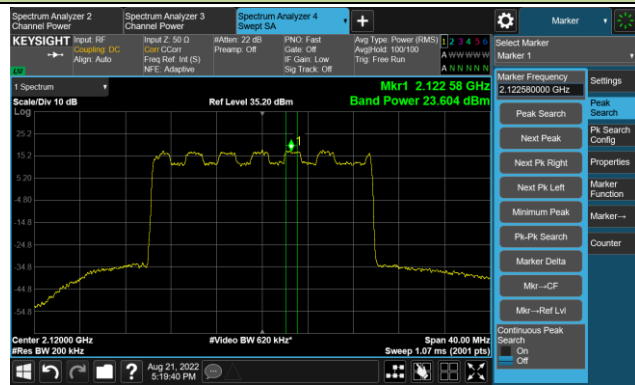 Spectrum Analyzer 2
Channel Power
Spectrum Analyzer 3
Channel Power
Spectrum Analyzer 4
Swept SA
+
Marker
KEYSIGHT
Input: RF
Coupling: DC
Align: Auto
Input Z: 50 Ω
Corr CCorr
Freq Ref: Int (S)
NFE: Adaptive
#Atten: 22 dB
Preamp: Off
PNO: Fast
Gate: Off
IF Gain: Low
Sig Track: Off
Avg Type: Power (RMS)
Avg|Hold: 100/100
Trig: Free Run
1 2 3 4 5 6
A W W W W W
A N N N N N
LXI
Select Marker
Marker 1
1 Spectrum
Scale/Div 10 dB
Log
Ref Level 35.20 dBm
Mkr1 2.122 58 GHz
Band Power 23.604 dBm
25.2
15.2
5.20
-4.80
-14.8
-24.8
-34.8
-44.8
-54.8
1
Center 2.12000 GHz
#Res BW 200 kHz
#Video BW 620 kHz*
Span 40.00 MHz
Sweep 1.07 ms (2001 pts)
Marker Frequency
2.122580000 GHz
Peak Search
Next Peak
Next Pk Right
Next Pk Left
Minimum Peak
Pk-Pk Search
Marker Delta
Mkr→CF
Mkr→Ref Lvl
Continuous Peak
Search
On
Off
Settings
Peak
Search
Pk Search
Config
Properties
Marker
Function
Marker→
Counter
?
Aug 21, 2022
5:19:40 PM